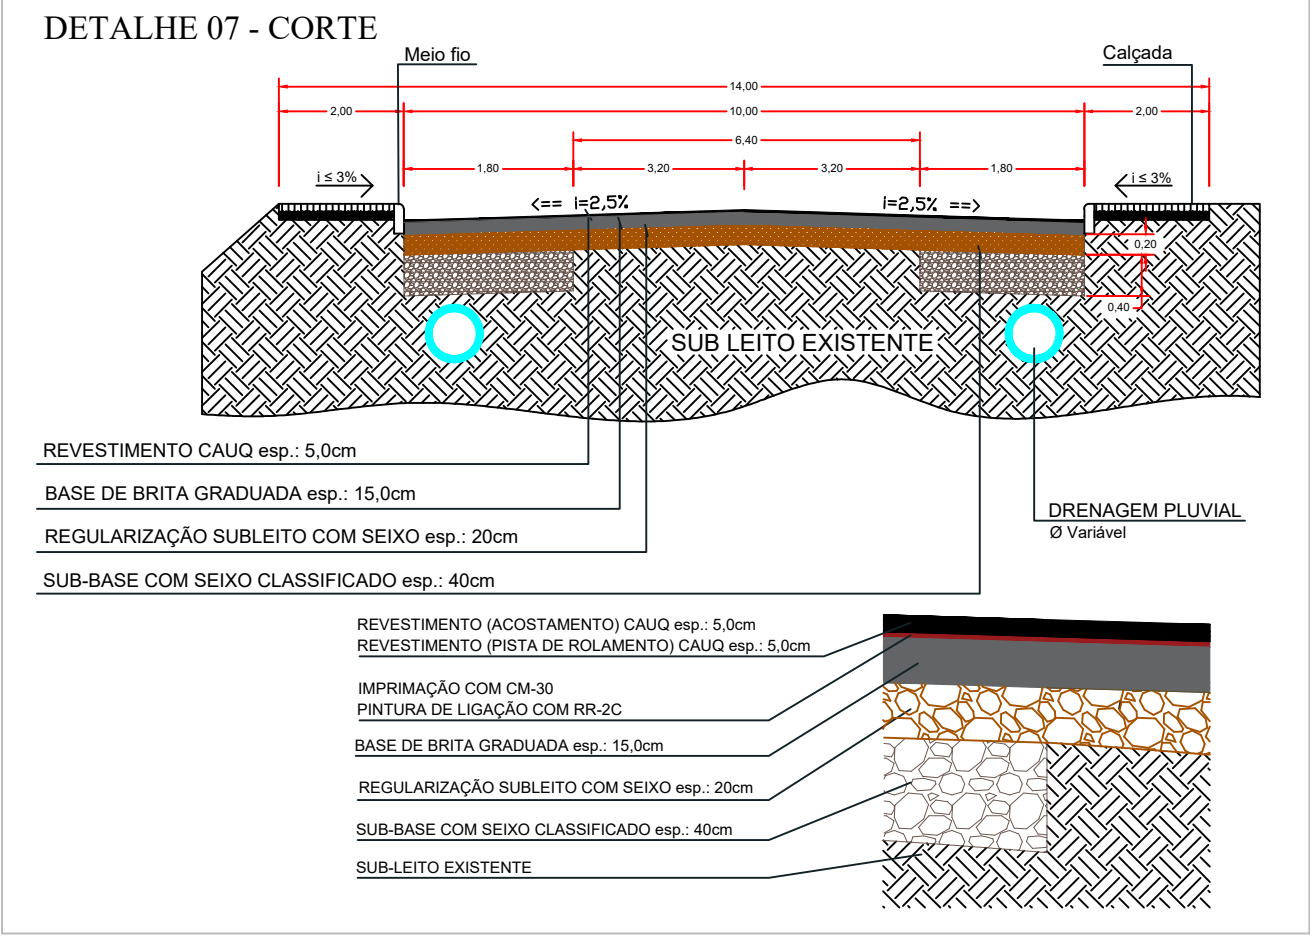 DETALHE 07 - CORTE
Meio fio
Calçada
14,00
2,00
10,00
2,00
6,40
1,80
3,20
3,20
1,80
i ≤ 3%
i ≤ 3%
<== i=2,5%
i=2,5% ==>
0,20
0,40
SUB LEITO EXISTENTE
REVESTIMENTO CAUQ esp.: 5,0cm
BASE DE BRITA GRADUADA esp.: 15,0cm
REGULARIZAÇÃO SUBLEITO COM SEIXO esp.: 20cm
SUB-BASE COM SEIXO CLASSIFICADO esp.: 40cm
DRENAGEM PLUVIAL
Ø Variável
REVESTIMENTO (ACOSTAMENTO) CAUQ esp.: 5,0cm
REVESTIMENTO (PISTA DE ROLAMENTO) CAUQ esp.: 5,0cm
IMPRIMAÇÃO COM CM-30
PINTURA DE LIGAÇÃO COM RR-2C
BASE DE BRITA GRADUADA esp.: 15,0cm
REGULARIZAÇÃO SUBLEITO COM SEIXO esp.: 20cm
SUB-BASE COM SEIXO CLASSIFICADO esp.: 40cm
SUB-LEITO EXISTENTE